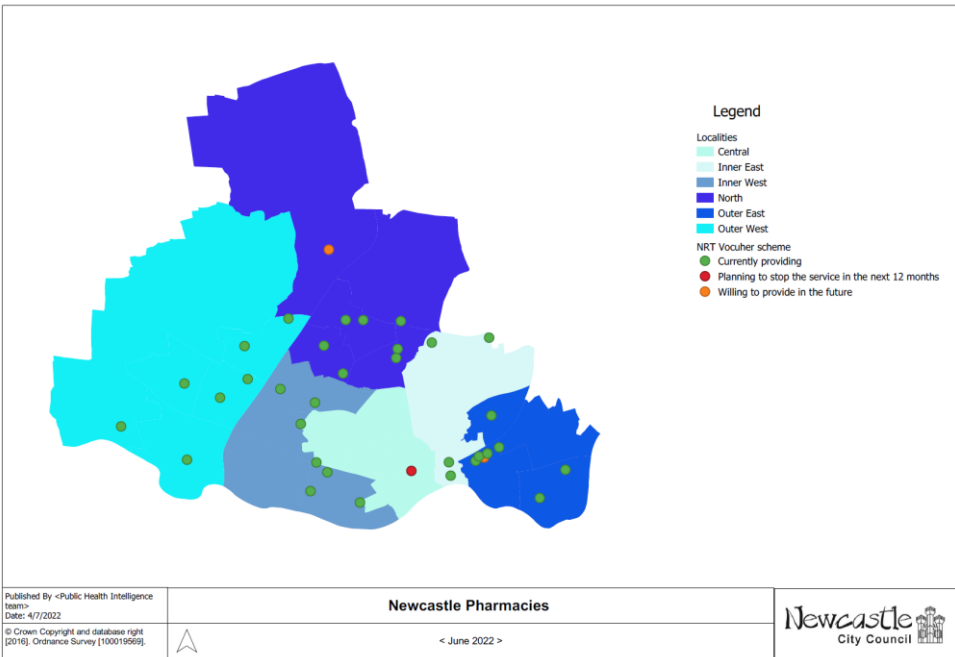 Legend
Localities
Central
Inner East
Inner West
North
Outer East
Outer West
NRT Vocuher scheme
Currently providing
Planning to stop the service in the next 12 months
Willing to provide in the future
Published By <Public Health Intelligence
team>
Date: 4/7/2022
© Crown Copyright and database right
[2016]. Ordnance Survey [100019569].
Newcastle Pharmacies
< June 2022 >
Newcastle
City Council